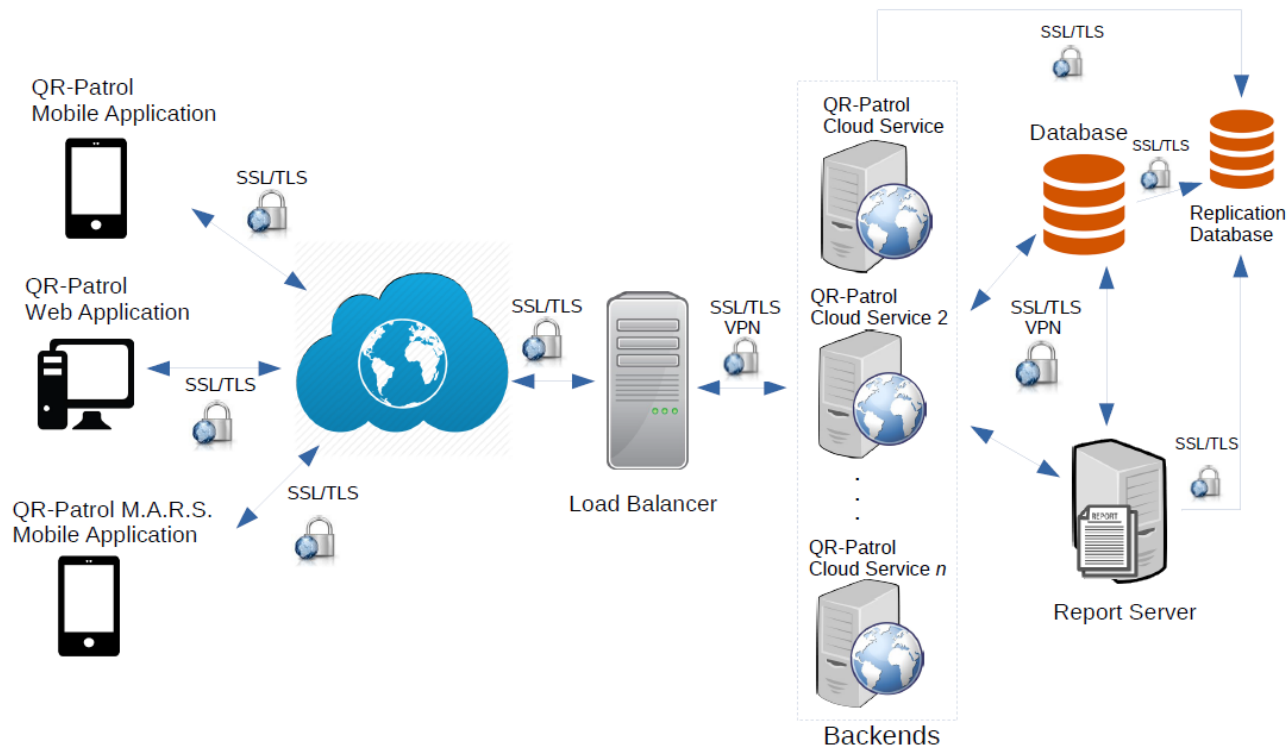 QR-Patrol
Mobile Application
SSL/TLS
QR-Patrol
Web Application
SSL/TLS
QR-Patrol M.A.R.S.
Mobile Application
SSL/TLS
SSL/TLS
Load Balancer
SSL/TLS
VPN
QR-Patrol
Cloud Service
QR-Patrol
Cloud Service 2
QR-Patrol
Cloud Service n
Backends
SSL/TLS
Database
SSL/TLS
Replication
Database
SSL/TLS
VPN
SSL/TLS
REPORT
Report Server